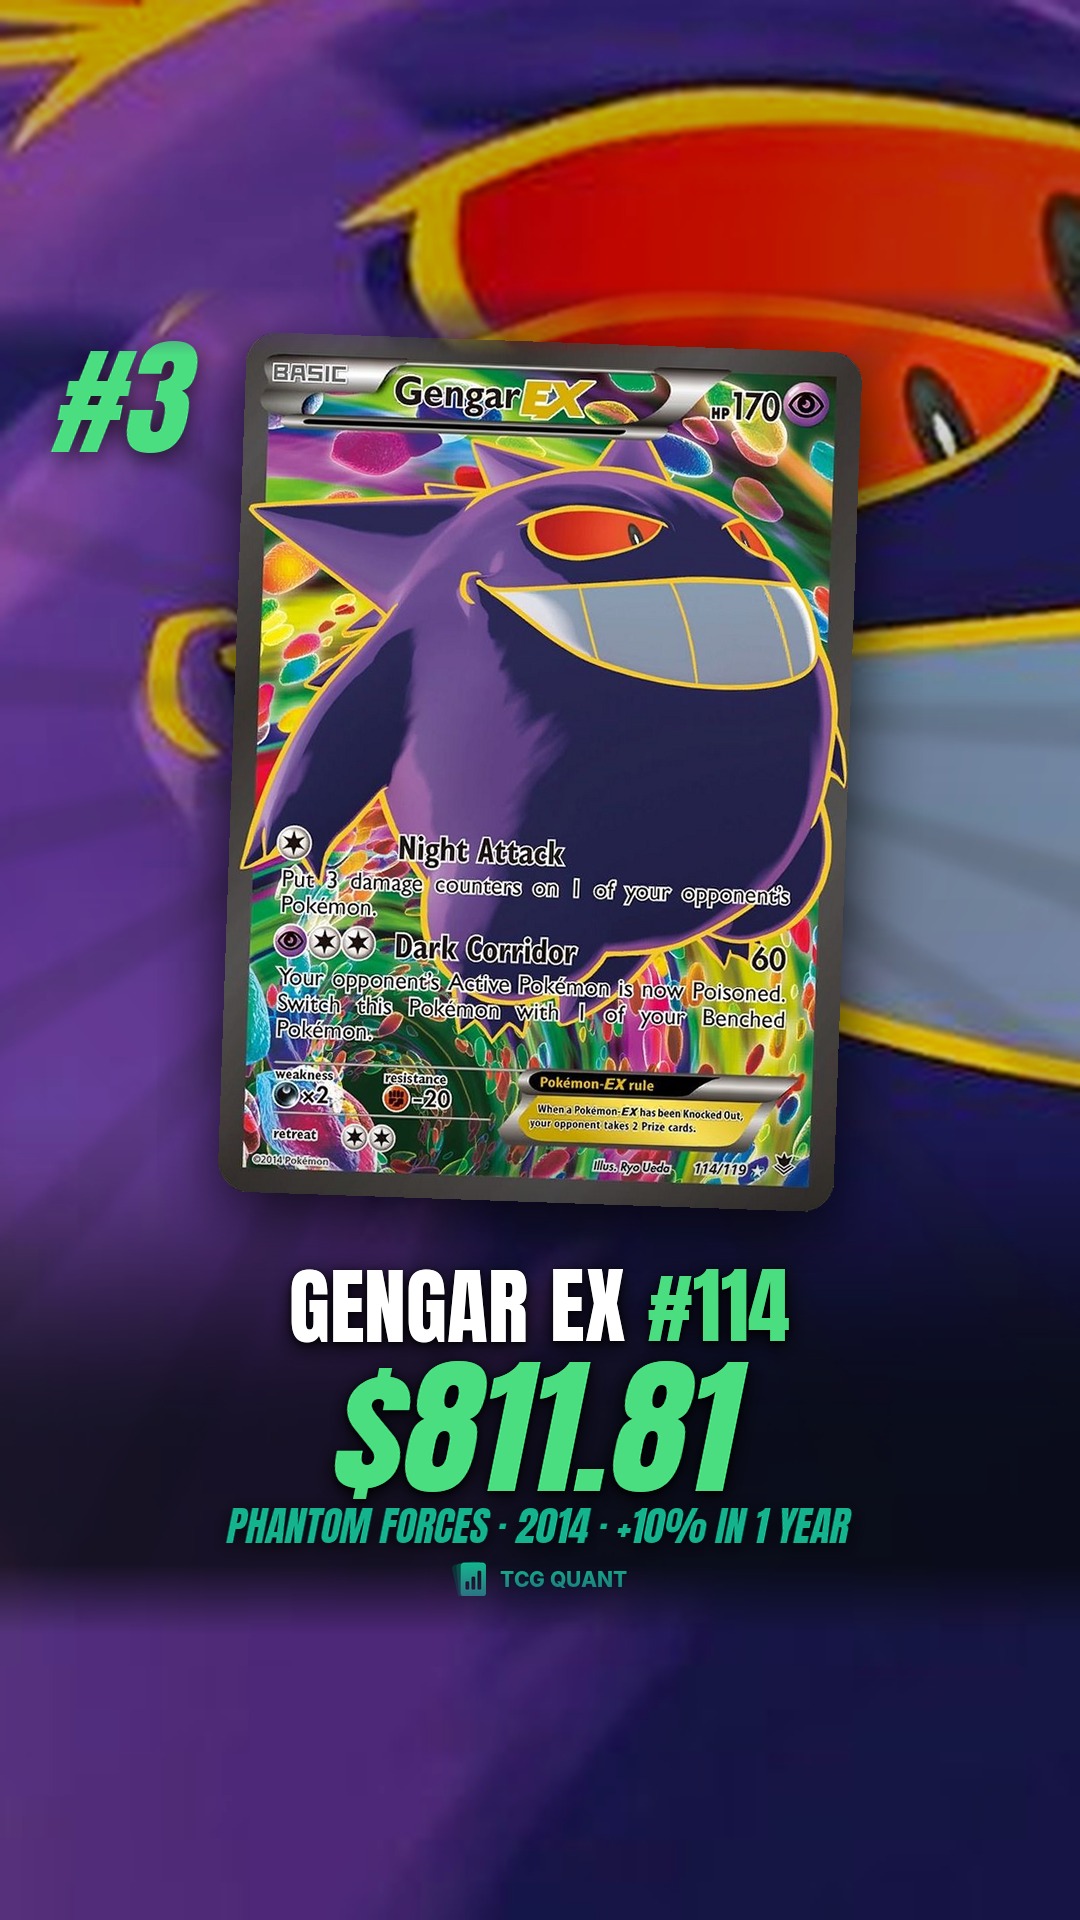 #3
BASIC
Gengar EX
HP 170
Night Attack
Put 3 damage counters on 1 of your opponent's
Pokémon.
Dark Corridor 60
Your opponent's Active Pokémon is now Poisoned.
Switch this Pokémon with 1 of your Benched
Pokémon.
weakness
×2
resistance
-20
retreat
Pokémon-EX rule
When a Pokémon-EX has been Knocked Out,
your opponent takes 2 Prize cards.
©2014 Pokémon
Illus. Ryo Ueda 114/119
GENGAR EX #114
$811.81
PHANTOM FORCES · 2014 · +10% IN 1 YEAR
TCG QUANT